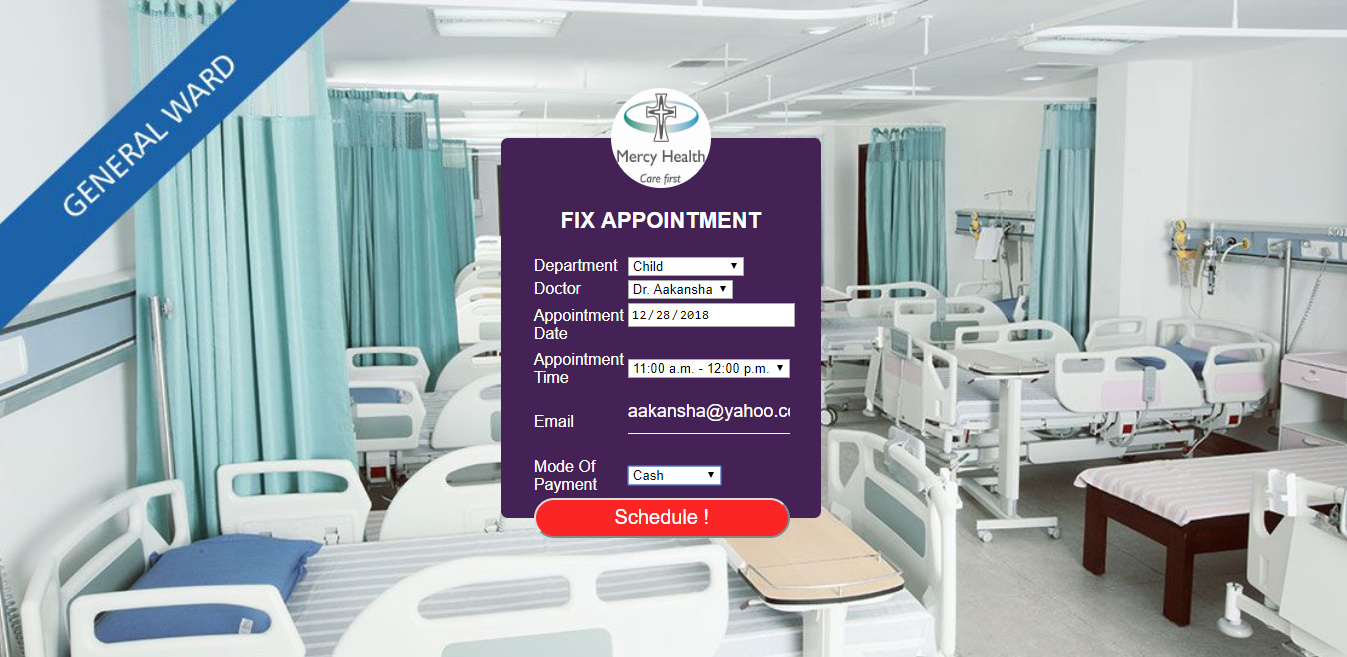 GENERAL WARD
Mercy Health
Care first
FIX APPOINTMENT
Department Child
Doctor Dr. Aakansha
Appointment
Date
12/28/2018
Appointment
Time
11:00 a.m. - 12:00 p.m.
Email aakansha@yahoo.co
Mode Of
Payment
Cash
Schedule !